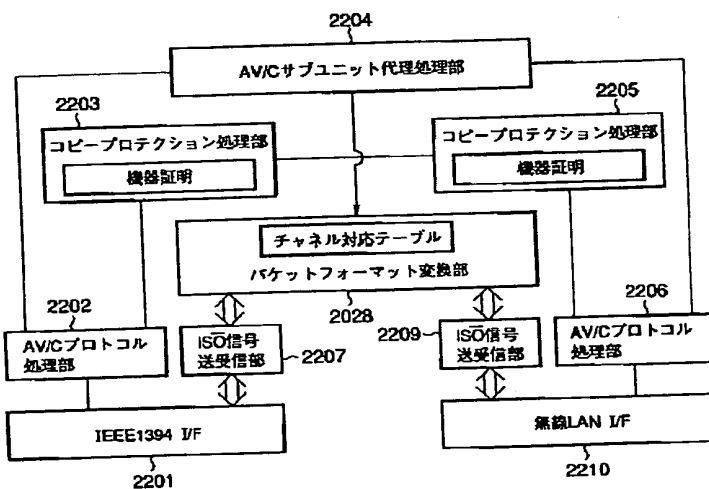 2204
AV/Cサブユニット代理処理部
2203
コピープロテクション処理部
機器証明
2205
コピープロテクション処理部
機器証明
チャネル対応テーブル
パケットフォーマット変換部
2028
2202
AV/Cプロトコル
処理部
ISO信号
送受信部
2207
2209
ISO信号
送受信部
2206
AV/Cプロトコル
処理部
IEEE1394 I/F
2201
無線LAN I/F
2210